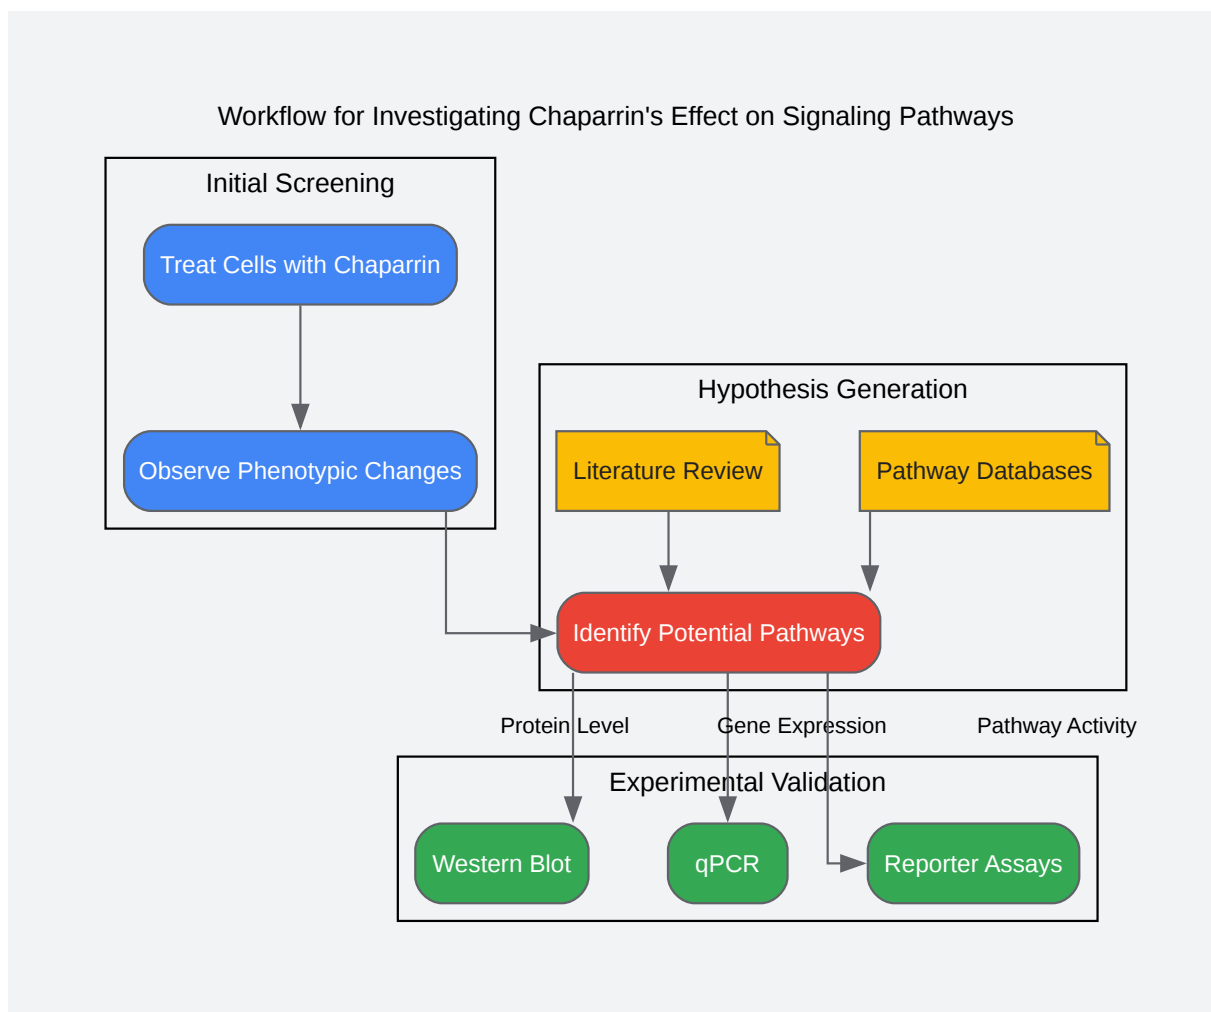 Workflow for Investigating Chaparrin's Effect on Signaling Pathways
Initial Screening
Treat Cells with Chaparrin
Observe Phenotypic Changes
Hypothesis Generation
Literature Review
Pathway Databases
Identify Potential Pathways
Protein Level
Gene Expression
Pathway Activity
Experimental Validation
Western Blot
qPCR
Reporter Assays